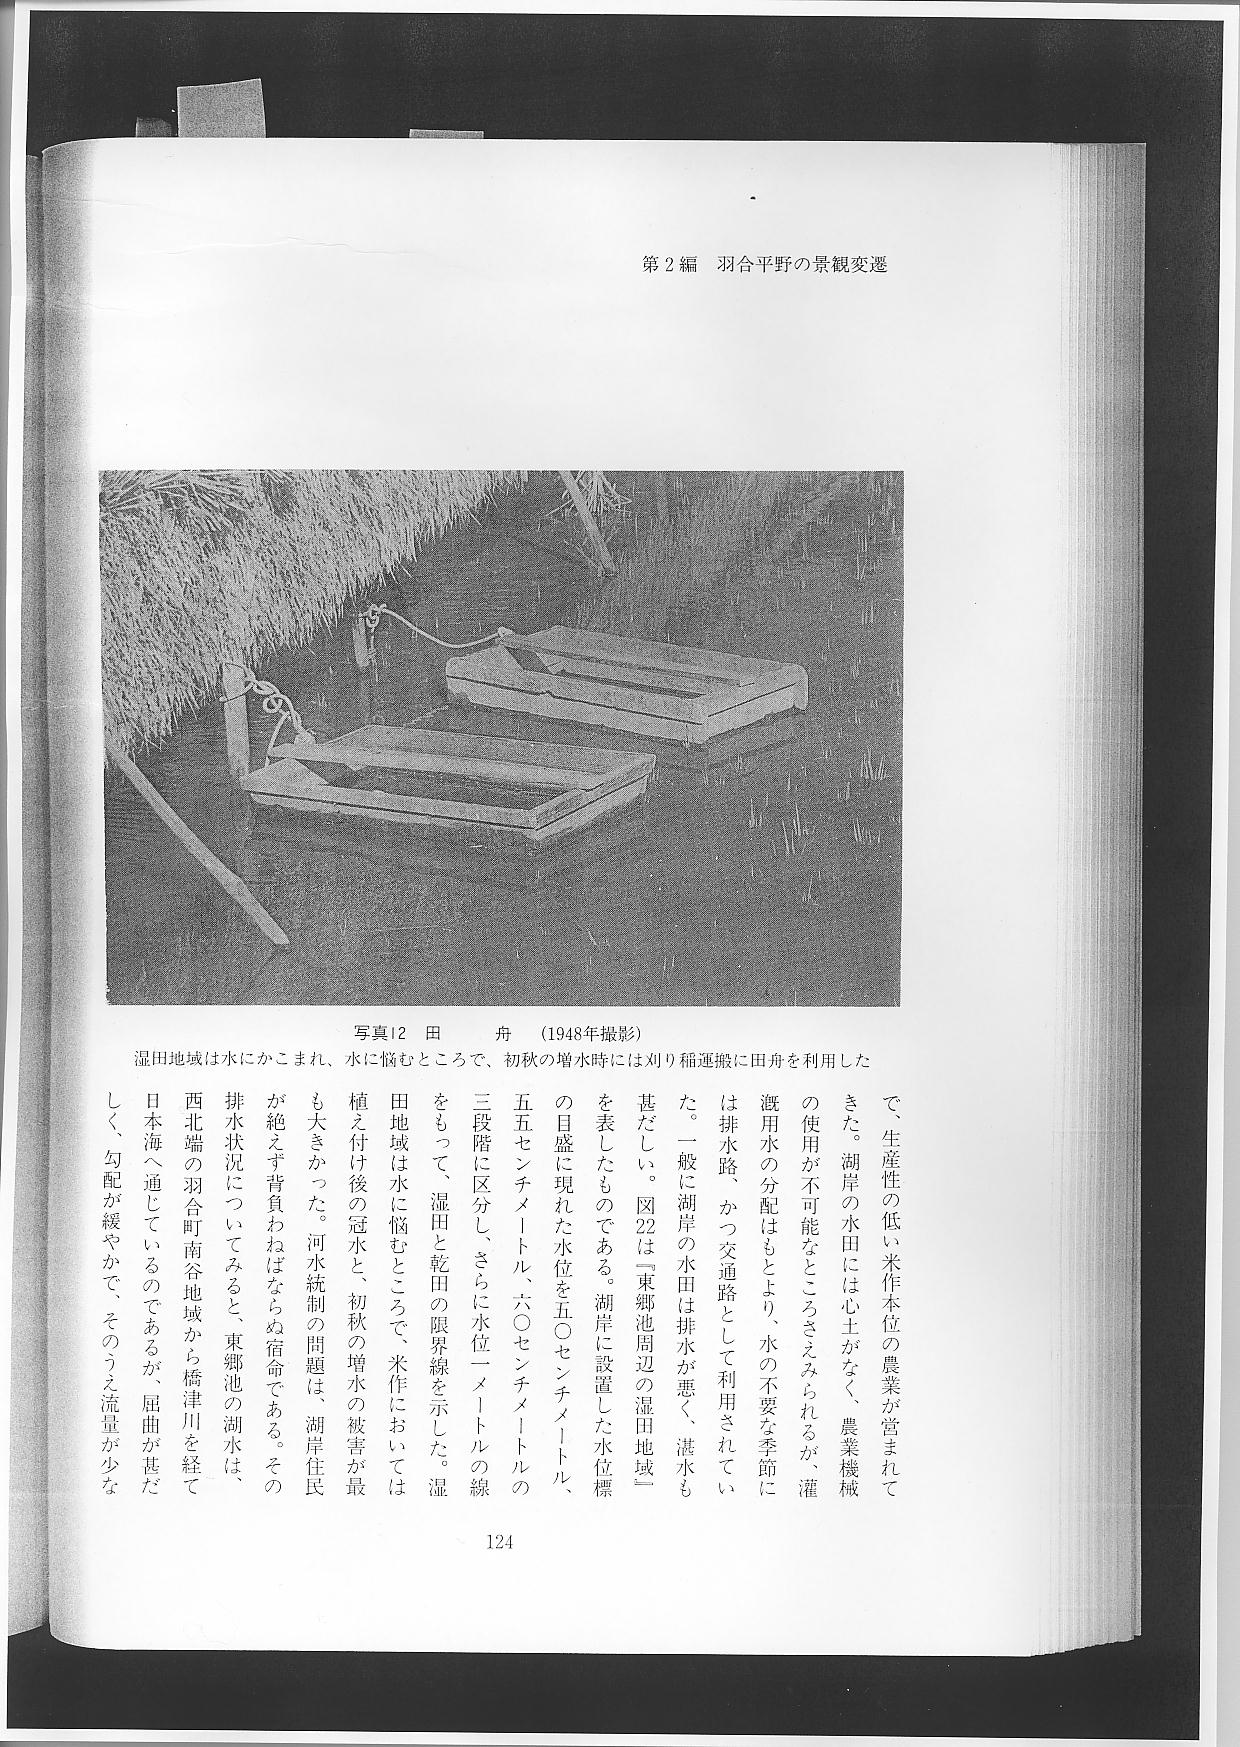 第2編　羽合平野の景観変遷
写真12　田　　舟　(1948年撮影)
湿田地域は水にかこまれ、水に悩むところで、初秋の増水時には刈り稲運搬に田舟を利用した
で、生産性の低い米作本位の農業が営まれて
きた。湖岸の水田には心土がなく、農業機械
の使用が不可能なところさえみられるが、灌
漑用水の分配はもとより、水の不要な季節に
は排水路、かつ交通路として利用されてい
た。一般に湖岸の水田は排水が悪く、湛水も
甚だしい。図22は『東郷池周辺の湿田地域』
を表したものである。湖岸に設置した水位標
の目盛に現れた水位を五〇センチメートル、
五五センチメートル、六〇センチメートルの
三段階に区分し、さらに水位一メートルの線
をもって、湿田と乾田の限界線を示した。湿
田地域は水に悩むところで、米作においては
植え付け後の冠水と、初秋の増水の被害が最
も大きかった。河水統制の問題は、湖岸住民
が絶えず背負わねばならぬ宿命である。その
排水状況についてみると、東郷池の湖水は、
西北端の羽合町南谷地域から橋津川を経て
日本海へ通じているのであるが、屈曲が甚だ
しく、勾配が緩やかで、そのうえ流量が少な
124